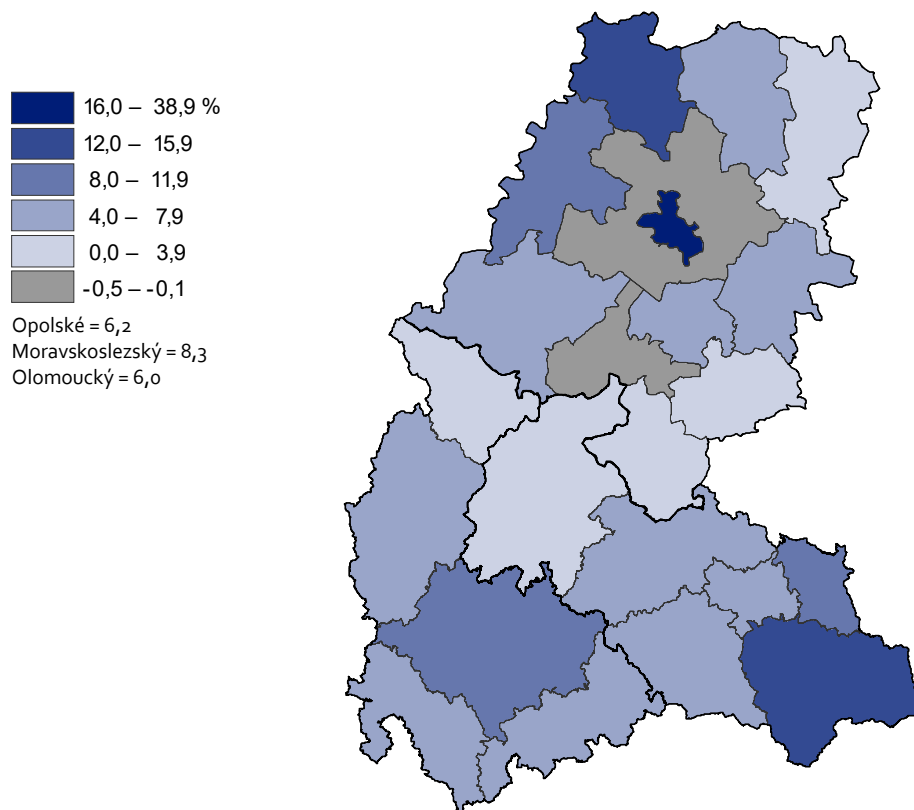 16,0 – 38,9 %
12,0 – 15,9
8,0 – 11,9
4,0 – 7,9
0,0 – 3,9
-0,5 – -0,1
Opolské = 6,2
Moravskoslezský = 8,3
Olomoucký = 6,0